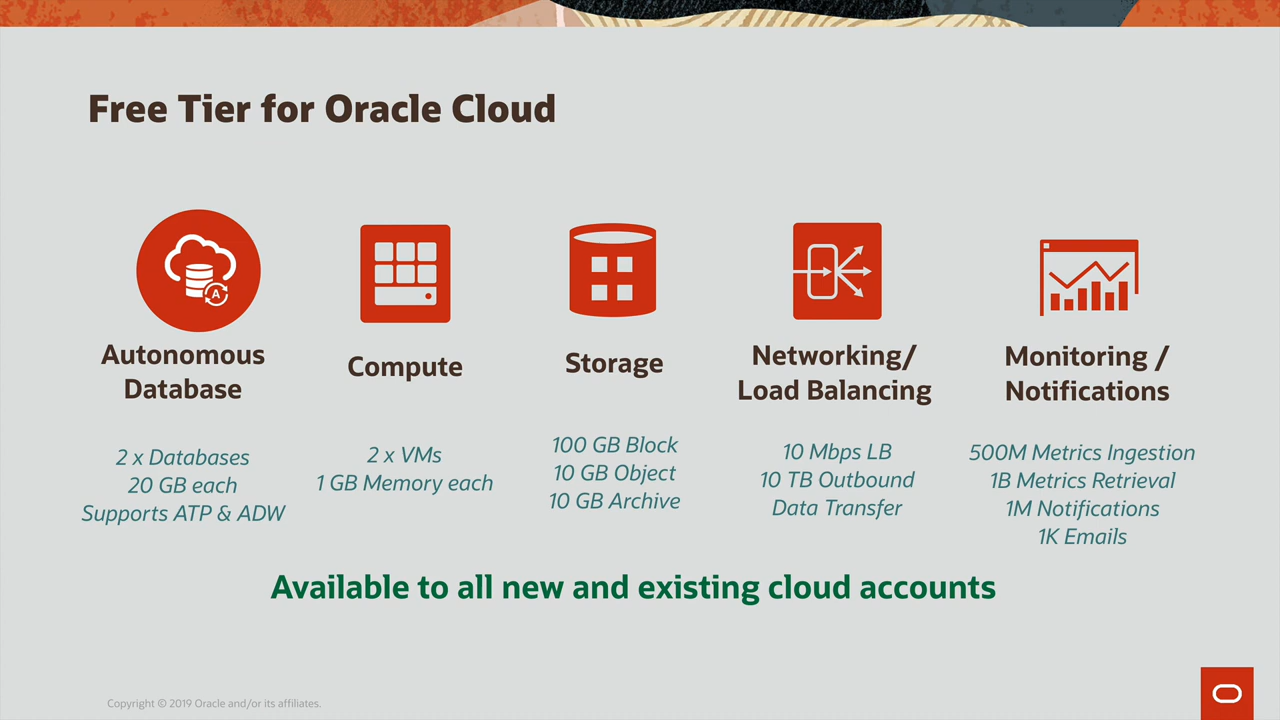 Free Tier for Oracle Cloud
A
Autonomous
Database
2 x Databases
20 GB each
Supports ATP & ADW
Compute
2 x VMs
1 GB Memory each
Storage
100 GB Block
10 GB Object
10 GB Archive
Networking/
Load Balancing
10 Mbps LB
10 TB Outbound
Data Transfer
Monitoring /
Notifications
500M Metrics Ingestion
1B Metrics Retrieval
1M Notifications
1K Emails
Available to all new and existing cloud accounts
Copyright © 2019 Oracle and/or its affiliates.